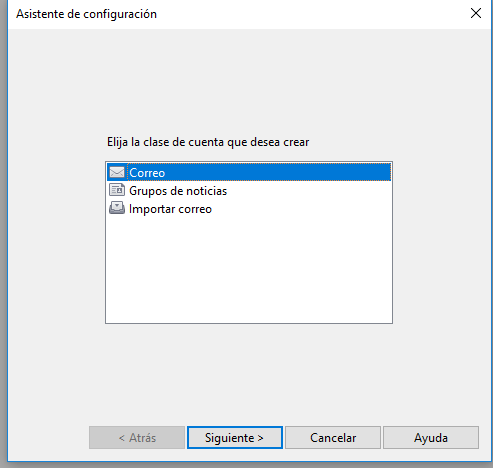 Asistente de configuración
Elija la clase de cuenta que desea crear
Correo
Grupos de noticias
Importar correo
< Atrás
Siguiente >
Cancelar
Ayuda